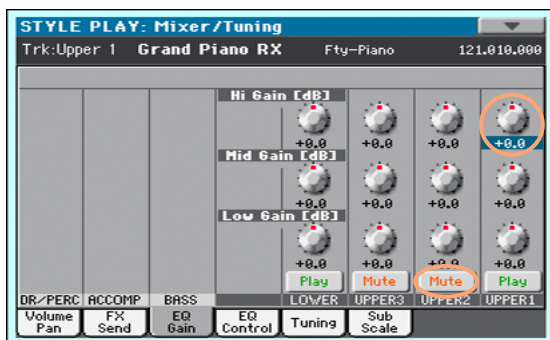 STYLE PLAY: Mixer/Tuning
Trk:Upper 1 Grand Piano RX Fty-Piano 121.010.000
Hi Gain [dB]
+0.0 +0.0 +0.0 +0.0
Mid Gain [dB]
+0.0 +0.0 +0.0 +0.0
Low Gain [dB]
+0.0 +0.0 +0.0 +0.0
Play Mute Mute Play
DR/PERC ACCOMP BASS LOWER UPPER3 UPPER2 UPPER1
Volume Pan FX Send EQ Gain EQ Control Tuning Sub Scale